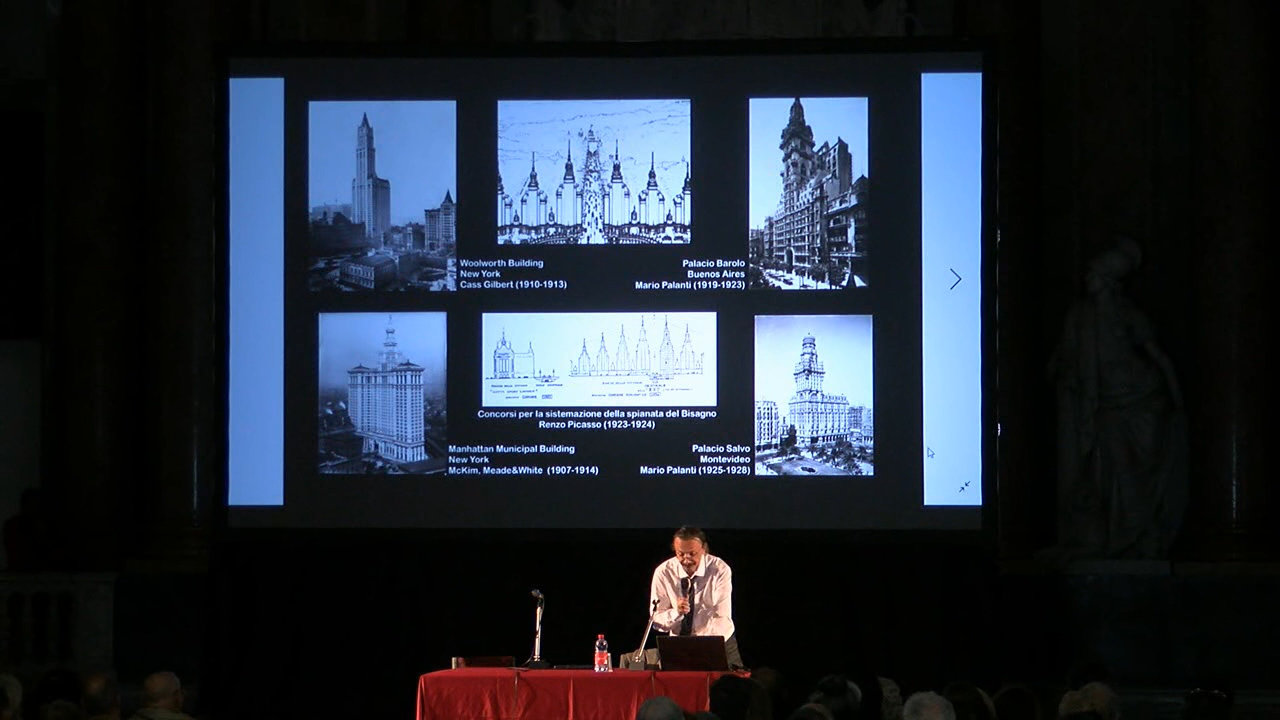 Woolworth Building
New York
Cass Gilbert (1910-1913)
Palacio Barolo
Buenos Aires
Mario Palanti (1919-1923)
Concorsi per la sistemazione della spianata del Bisagno
Renzo Picasso (1923-1924)
Manhattan Municipal Building
New York
McKim, Meade&White (1907-1914)
Palacio Salvo
Montevideo
Mario Palanti (1925-1928)